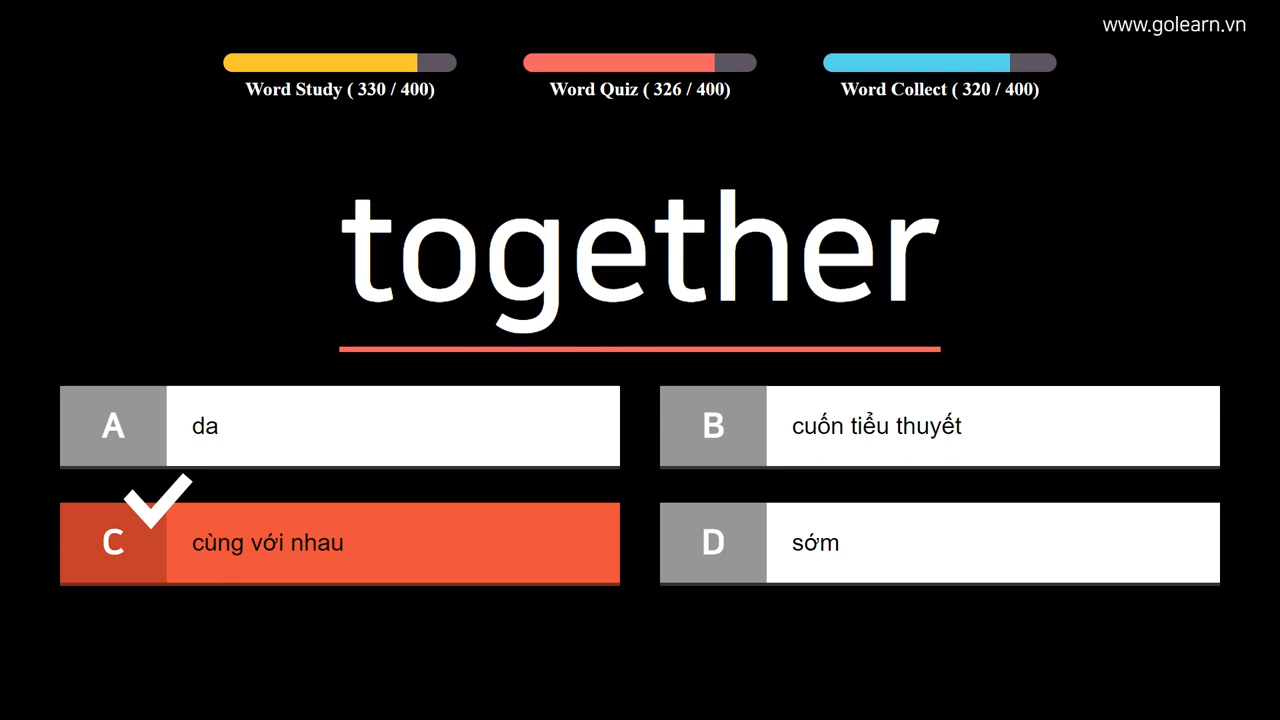 www.golearn.vn
Word Study ( 330 / 400)
Word Quiz ( 326 / 400)
Word Collect ( 320 / 400)
together
A
da
B
cuốn tiểu thuyết
C
cùng với nhau
D
sớm